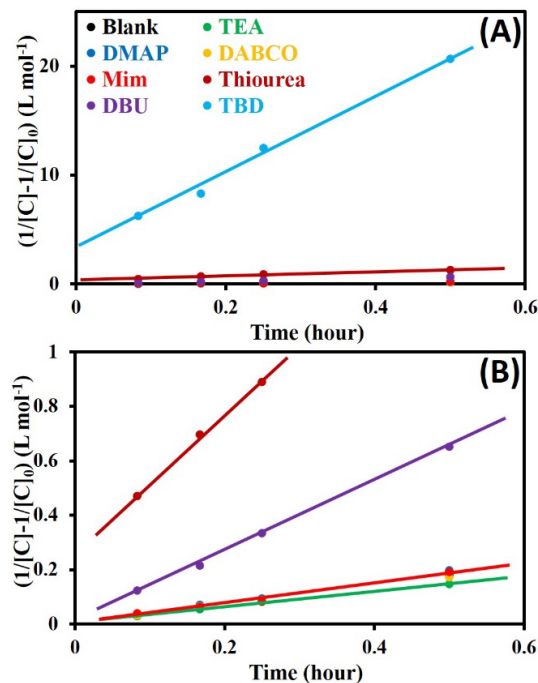 (A)
Blank TEA
DMAP DABCO
Mim Thiourea
DBU TBD
(1/[C]-1/[C]₀) (L mol⁻¹)
20
10
0
0 0.2 0.4 0.6
Time (hour)
(B)
(1/[C]-1/[C]₀) (L mol⁻¹)
1
0.8
0.6
0.4
0.2
0
0 0.2 0.4 0.6
Time (hour)